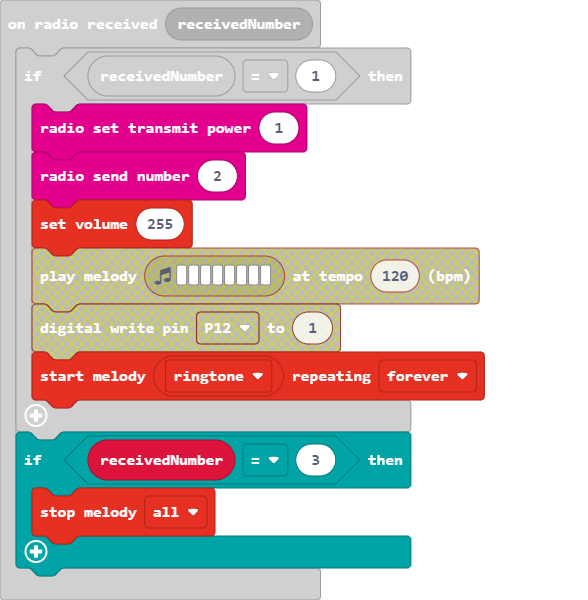 on radio received receivedNumber
if receivedNumber = 1 then
radio set transmit power 1
radio send number 2
set volume 255
play melody at tempo 120 (bpm)
digital write pin P12 to 1
start melody ringtone repeating forever
if receivedNumber = 3 then
stop melody all